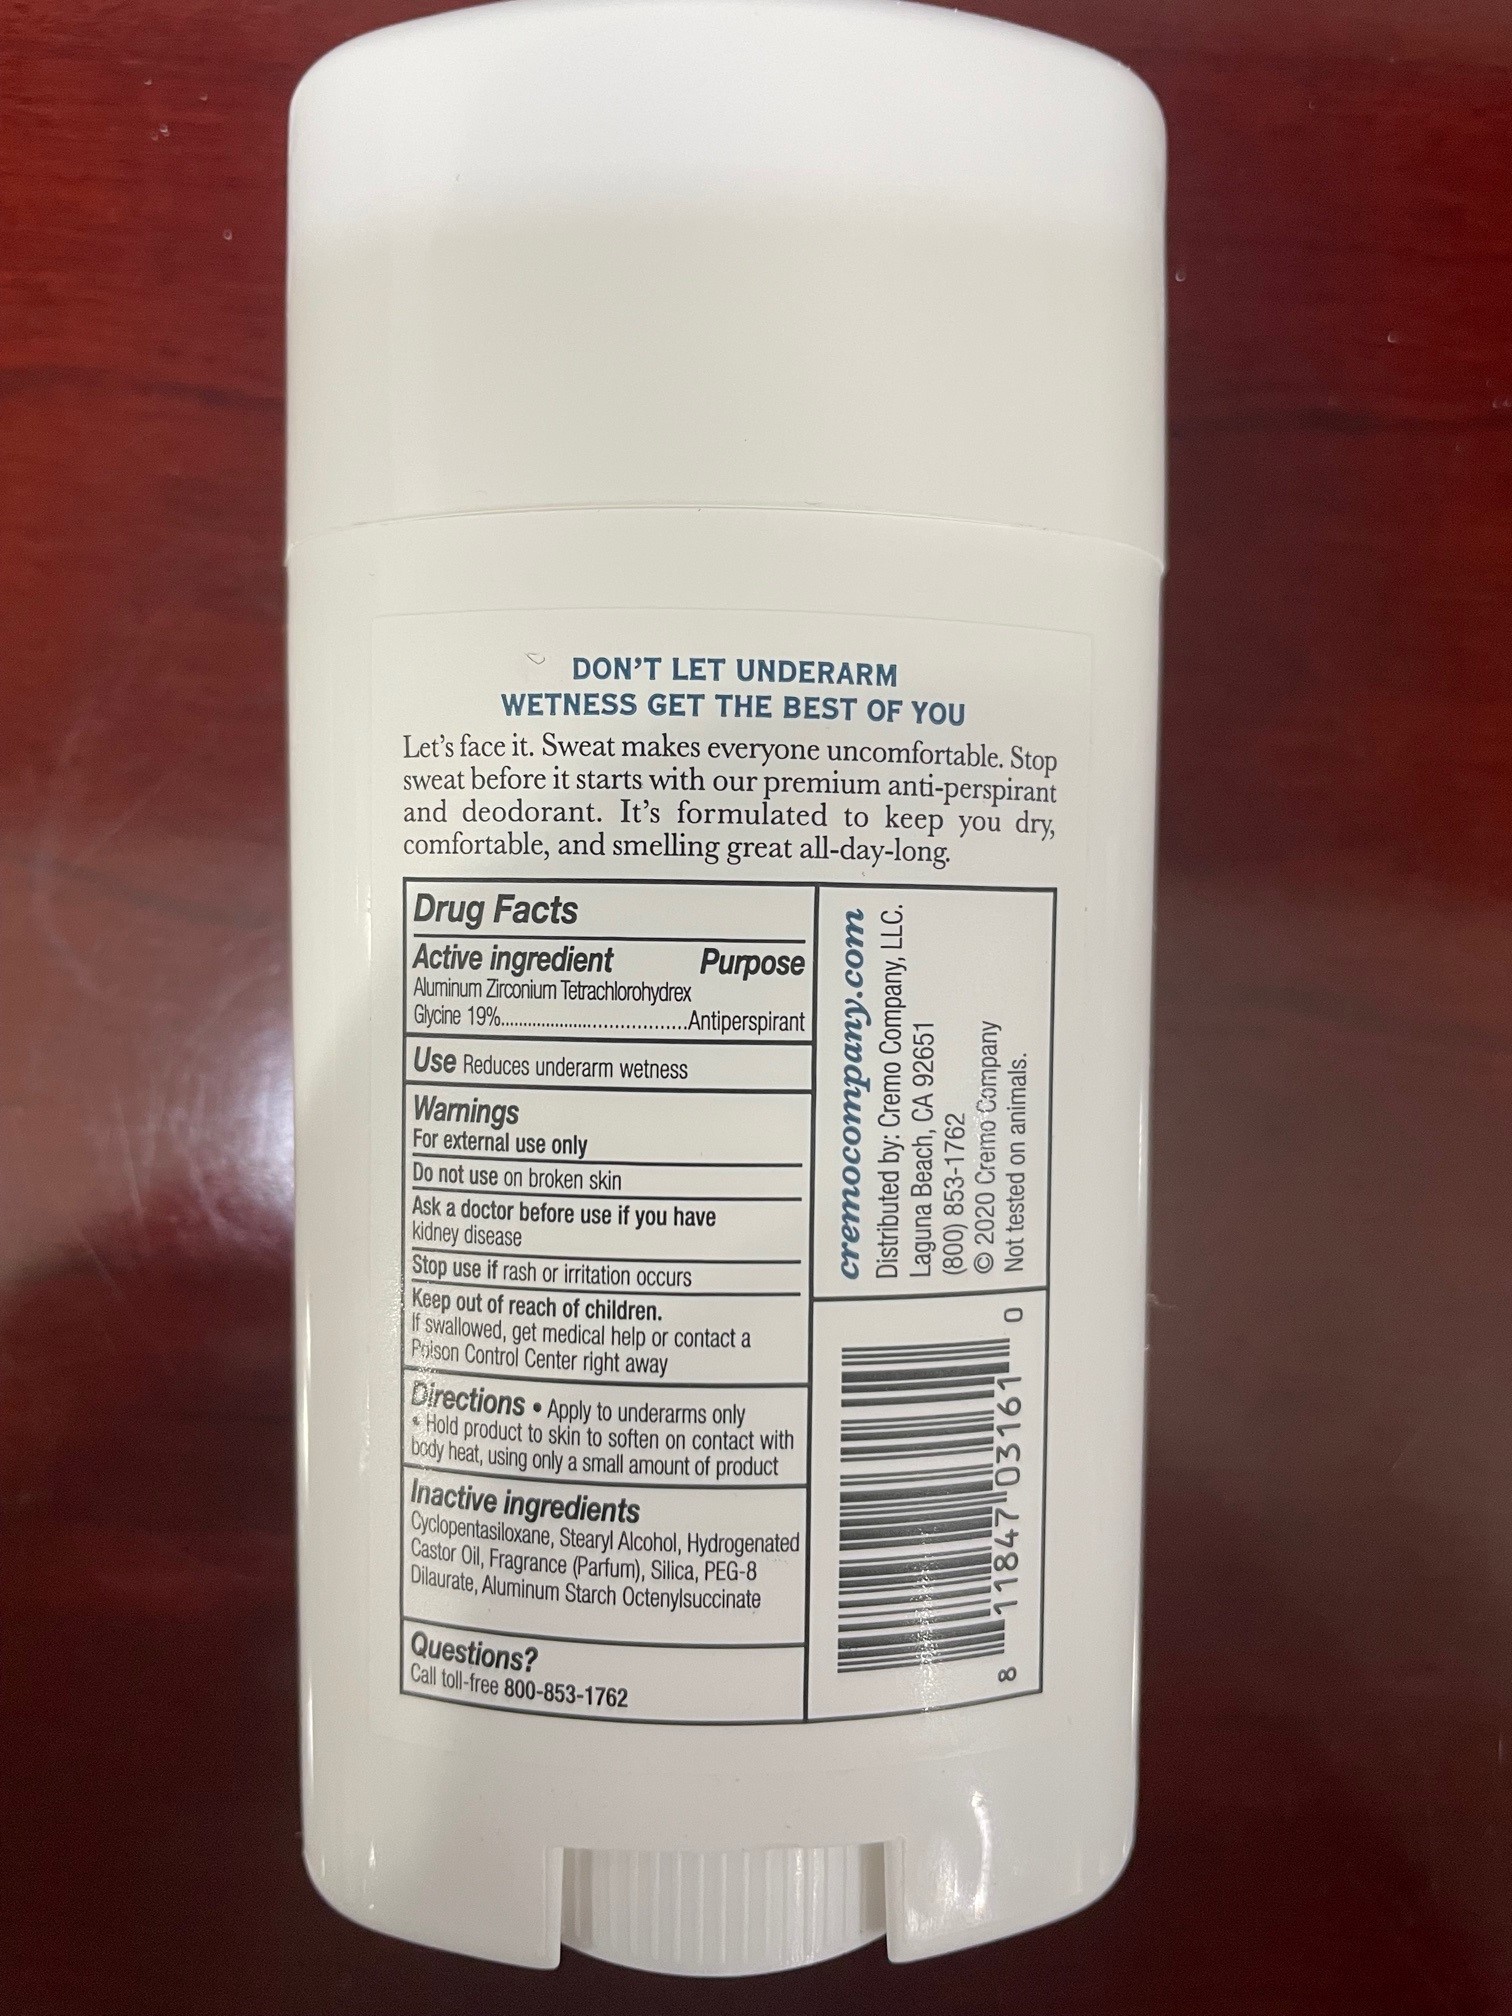 DON'T LET UNDERARM
WETNESS GET THE BEST OF YOU
Let's face it. Sweat makes everyone uncomfortable. Stop
sweat before it starts with our premium anti-perspirant
and deodorant. It's formulated to keep you dry,
comfortable, and smelling great all-day-long.
Drug Facts
Active ingredient Purpose
Aluminum Zirconium Tetrachlorohydrex
Glycine 19%..................................Antiperspirant
Use Reduces underarm wetness
Warnings
For external use only
Do not use on broken skin
Ask a doctor before use if you have
kidney disease
Stop use if rash or irritation occurs
Keep out of reach of children.
If swallowed, get medical help or contact a
Poison Control Center right away
Directions • Apply to underarms only
• Hold product to skin to soften on contact with
body heat, using only a small amount of product
Inactive ingredients
Cyclopentasiloxane, Stearyl Alcohol, Hydrogenated
Castor Oil, Fragrance (Parfum), Silica, PEG-8
Dilaurate, Aluminum Starch Octenylsuccinate
Questions?
Call toll-free 800-853-1762
cremocompany.com
Distributed by: Cremo Company, LLC.
Laguna Beach, CA 92651
(800) 853-1762
© 2020 Cremo Company
Not tested on animals.
8 11847 03161 0